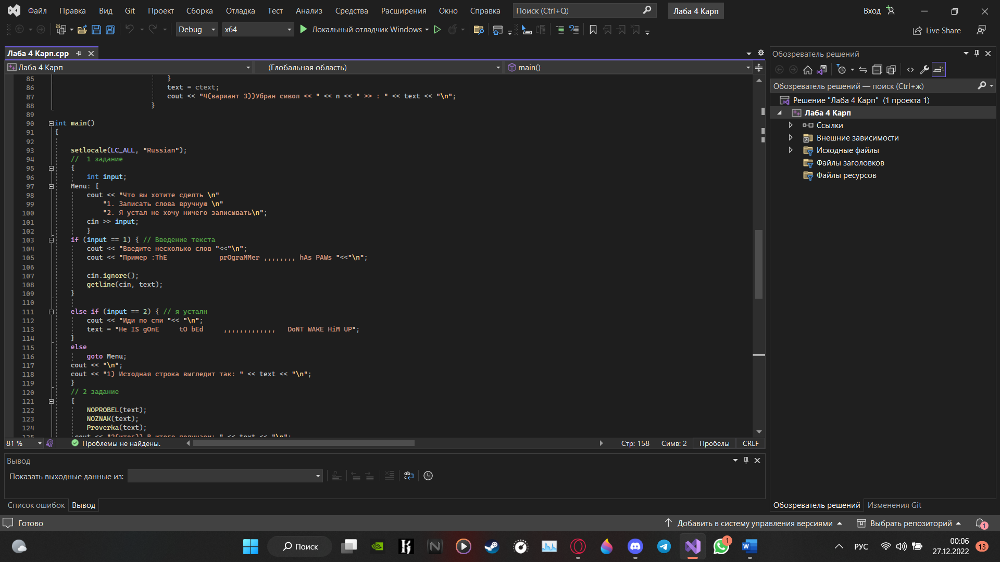 Файл Правка Вид Git Проект Сборка Отладка Тест Анализ Средства Расширения Окно Справка Поиск (Ctrl+Q) Лаба 4 Карп Вход
Debug x64 Локальный отладчик Windows Live Share
Лаба 4 Карп.cpp
Лаба 4 Карп (Глобальная область) main()
85 }
86 text = ctext;
87 cout << "4(вариант 3))Убран сивол << " << n << " >> : " << text << "\n";
88 }
89
90 int main()
91 {
92
93 setlocale(LC_ALL, "Russian");
94 // 1 задание
95 {
96 int input;
97 Menu: {
98 cout << "Что вы хотите сделть \n"
99 "1. Записать слова вручную \n"
100 "2. Я устал не хочу ничего записывать\n";
101 cin >> input;
102 }
103 if (input == 1) { // Введение текста
104 cout << "Введите несколько слов "<<"\n";
105 cout << "Пример :ThE prOgraMMer ,,,,,,,, hAs PAWs "<<"\n";
106
107 cin.ignore();
108 getline(cin, text);
109 }
110
111 else if (input == 2) { // я усталн
112 cout << "Иди по спи "<< "\n";
113 text = "He IS gOnE tO bEd ,,,,,,,,,,,,, DoNT WAKE HiM UP";
114 }
115 else
116 goto Menu;
117 cout << "\n";
118 cout << "1) Исходная строка выгледит так: " << text << "\n";
119 }
120 // 2 задание
121 {
122 NOPROBEL(text);
123 NOZNAK(text);
124 Proverka(text);
125 cout << "2(итог)) В итоге получаем: " << text << "\n";
81 % Проблемы не найдены. Стр: 158 Симв: 2 Пробелы CRLF
Вывод
Показать выходные данные из:
Список ошибок Вывод
Обозреватель решений
Обозреватель решений — поиск (Ctrl+ж)
Решение "Лаба 4 Карп" (1 проекта 1)
Лаба 4 Карп
Ссылки
Внешние зависимости
Исходные файлы
Файлы заголовков
Файлы ресурсов
Обозреватель решений Изменения Git
Готово Добавить в систему управления версиями Выбрать репозиторий 1
Поиск 1 РУС 00:06
27.12.2022 13